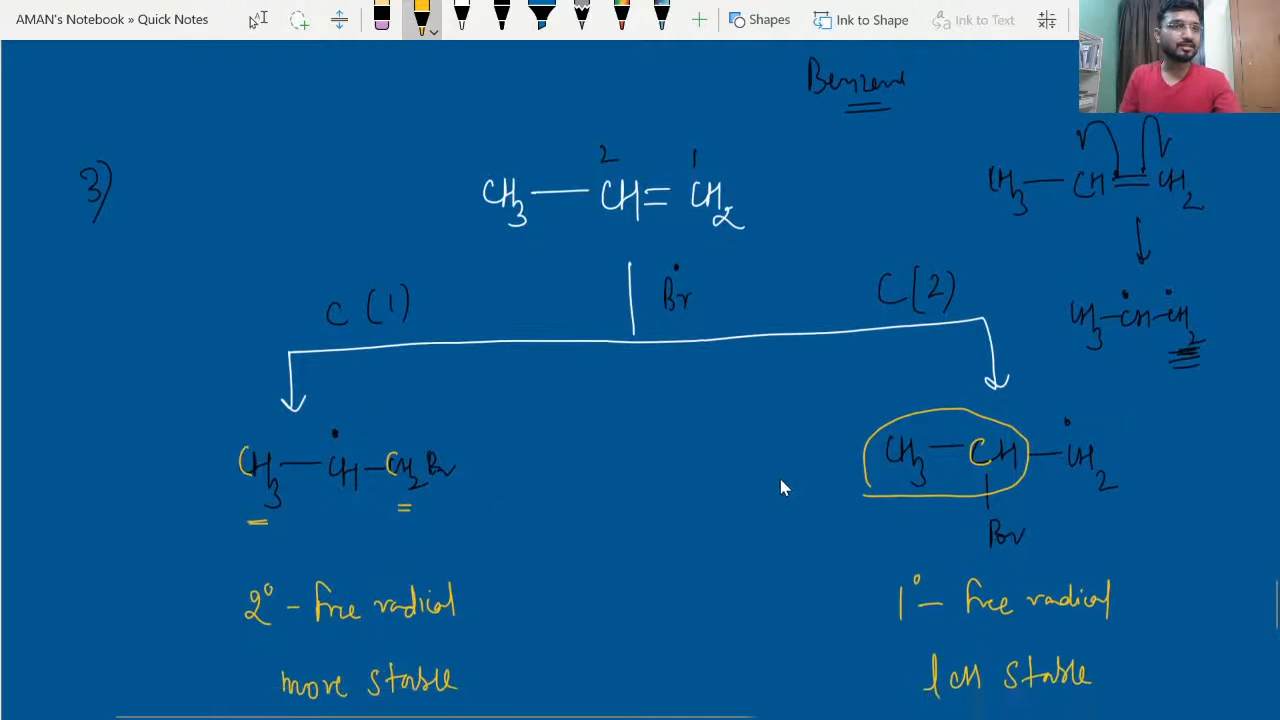 AMAN's Notebook » Quick Notes
Shapes
Ink to Shape
Ink to Text
Benzene
3)
2 1
CH3 — CH = CH2
CH3 — CH = CH2
Br
C (1)
C (2)
CH3 – CH – CH2
CH3 — CH – CH2 Br
CH3 — CH — CH2
Br
2° – free radical
1° – free radical
more stable
less stable